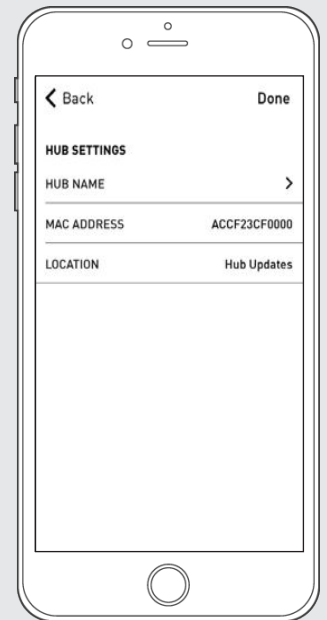 Back Done
HUB SETTINGS
HUB NAME
MAC ADDRESS ACCF23CF0000
LOCATION Hub Updates